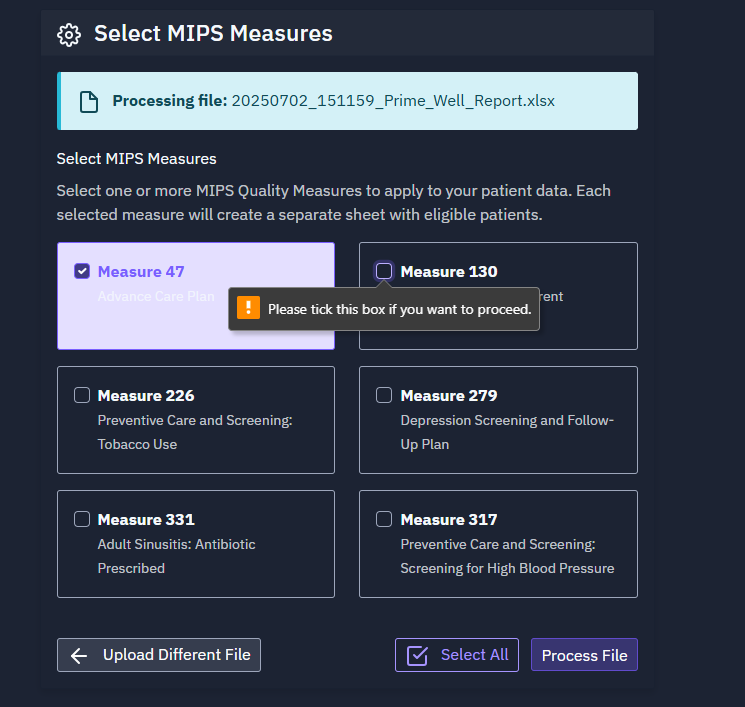 Select MIPS Measures
Processing file: 20250702_151159_Prime_Well_Report.xlsx
Select MIPS Measures
Select one or more MIPS Quality Measures to apply to your patient data. Each
selected measure will create a separate sheet with eligible patients.
Measure 47
Advance Care Plan
Measure 130
rent
Please tick this box if you want to proceed.
Measure 226
Preventive Care and Screening:
Tobacco Use
Measure 279
Depression Screening and Follow-
Up Plan
Measure 331
Adult Sinusitis: Antibiotic
Prescribed
Measure 317
Preventive Care and Screening:
Screening for High Blood Pressure
Upload Different File
Select All
Process File